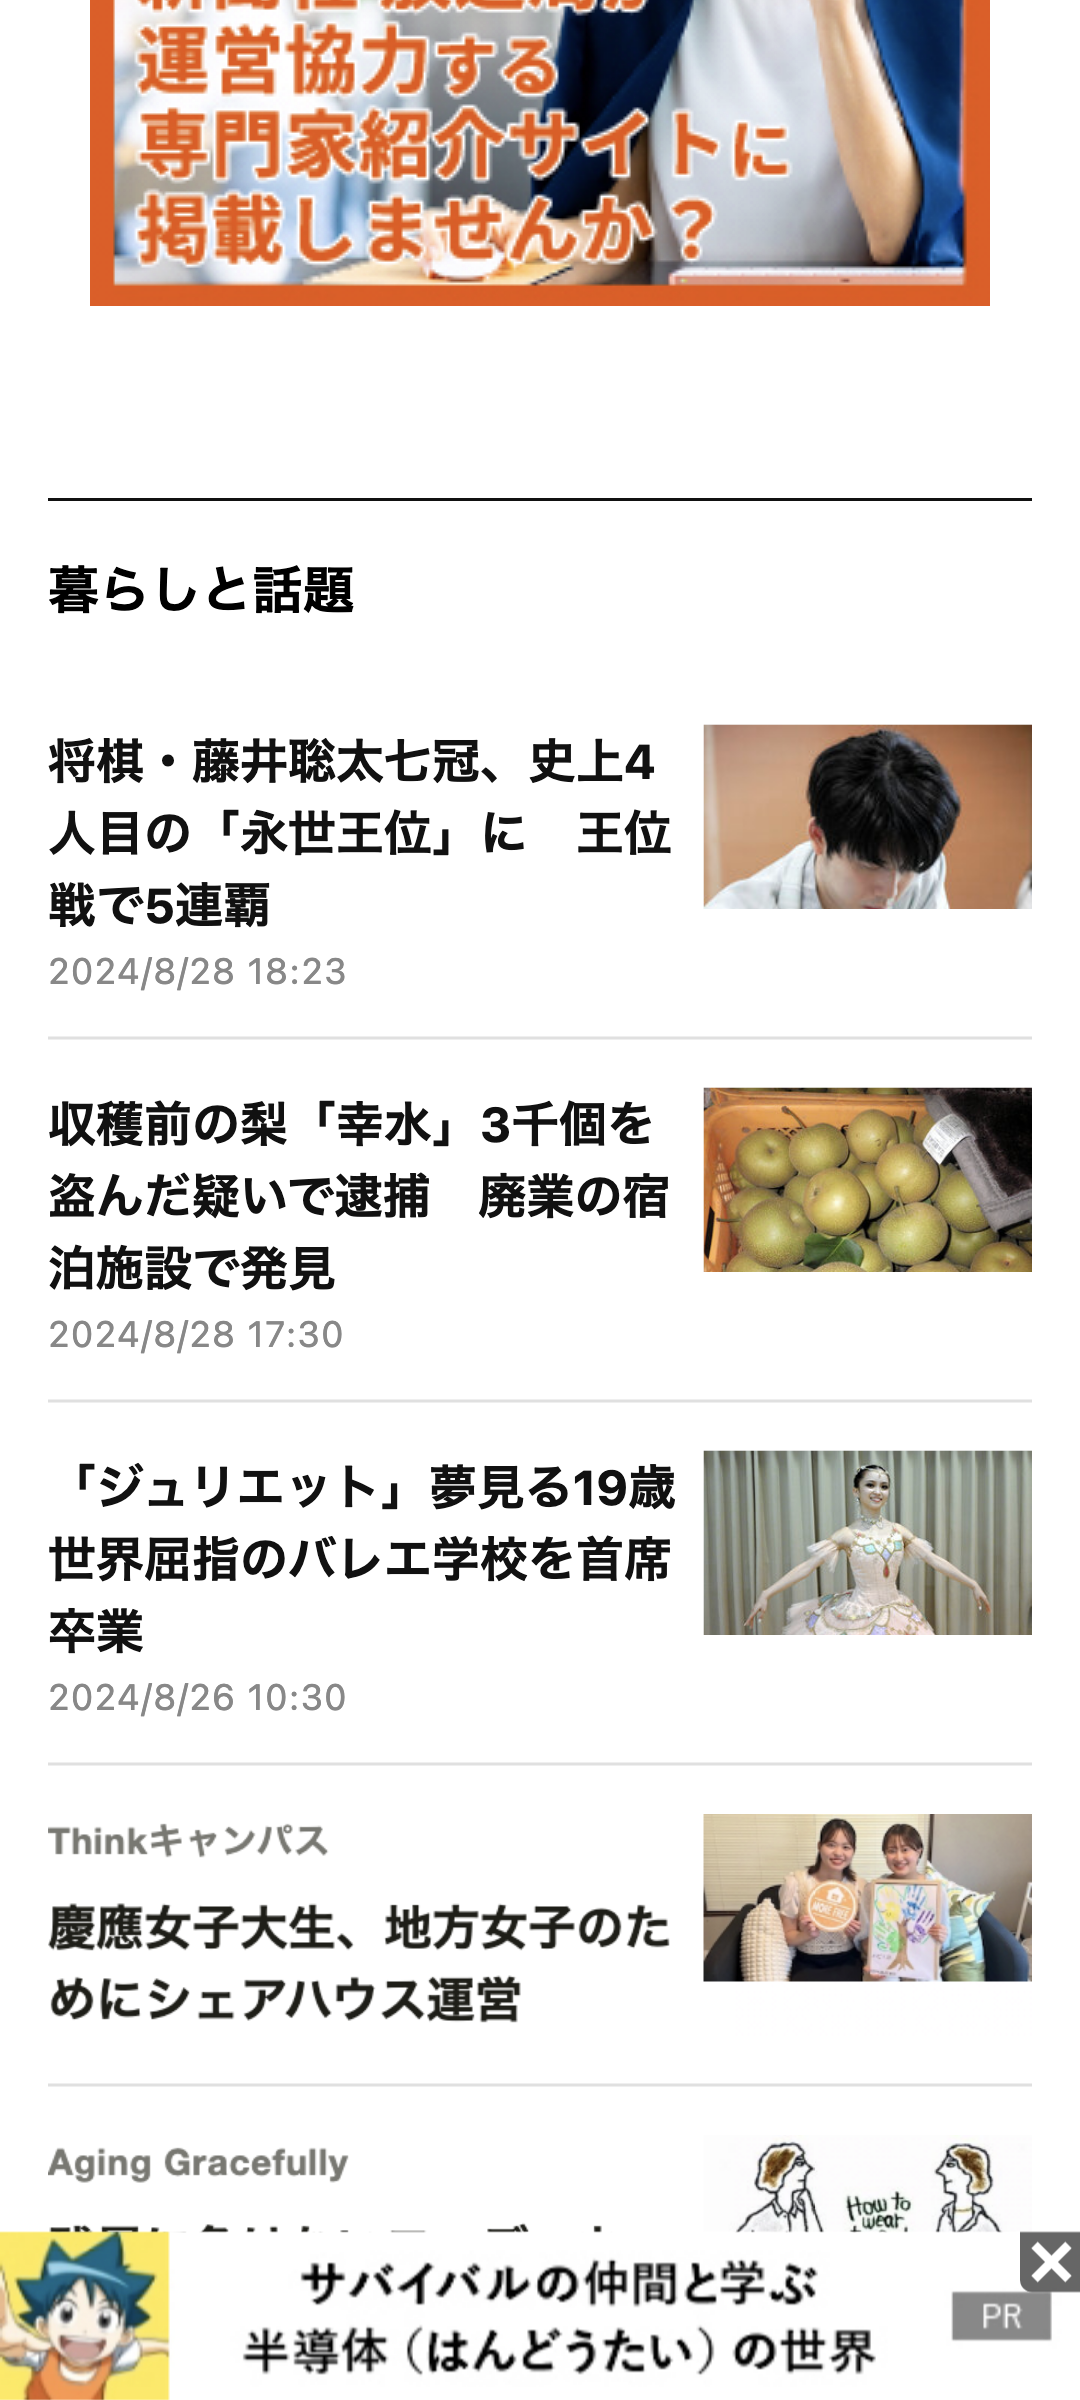 運営協力する
専門家紹介サイトに
掲載しませんか？
暮らしと話題
将棋・藤井聡太七冠、史上4
人目の「永世王位」に　王位
戦で5連覇
2024/8/28 18:23
収穫前の梨「幸水」3千個を
盗んだ疑いで逮捕　廃業の宿
泊施設で発見
2024/8/28 17:30
「ジュリエット」夢見る19歳
世界屈指のバレエ学校を首席
卒業
2024/8/26 10:30
Thinkキャンパス
慶應女子大生、地方女子のた
めにシェアハウス運営
Aging Gracefully
How to
wear
サバイバルの仲間と学ぶ
半導体（はんどうたい）の世界
PR